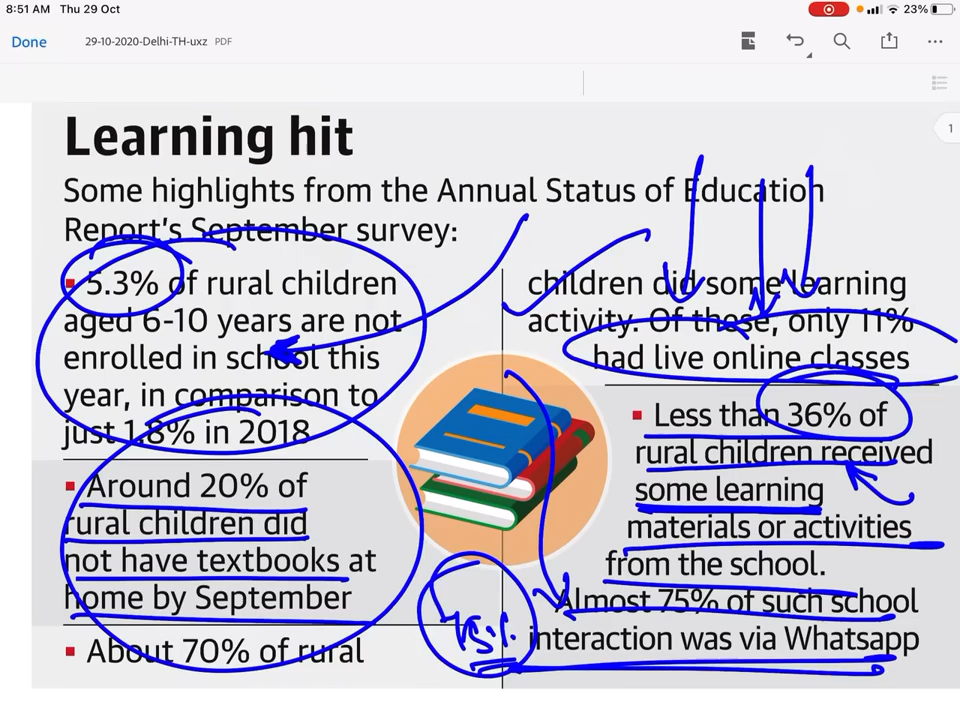 8:51 AM Thu 29 Oct
23%
Done
29-10-2020-Delhi-TH-uxz PDF
1
Learning hit
Some highlights from the Annual Status of Education
Report's September survey:
5.3% of rural children
aged 6-10 years are not
enrolled in school this
year, in comparison to
just 1.8% in 2018
Around 20% of
rural children did
not have textbooks at
home by September
About 70% of rural
children did some learning
activity. Of these, only 11%
had live online classes
Less than 36% of
rural children received
some learning
materials or activities
from the school.
Almost 75% of such school
interaction was via Whatsapp